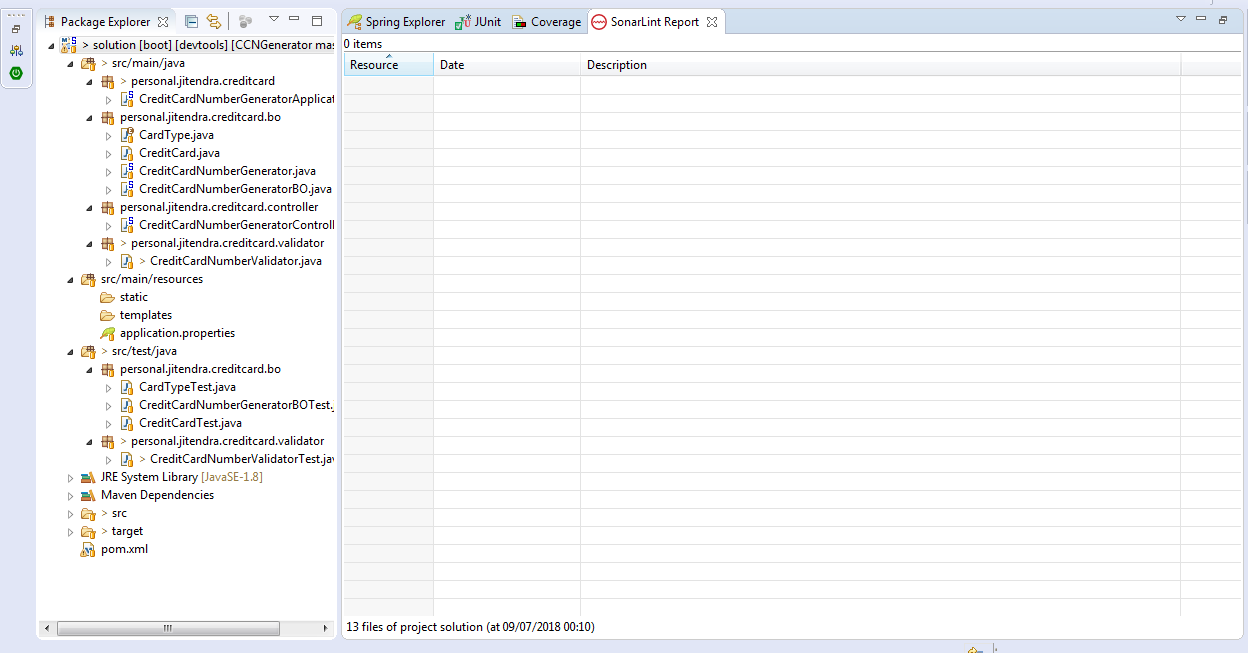 Package Explorer
> solution [boot] [devtools] [CCNGenerator mas
> src/main/java
> personal.jitendra.creditcard
CreditCardNumberGeneratorApplicat
personal.jitendra.creditcard.bo
CardType.java
CreditCard.java
CreditCardNumberGenerator.java
CreditCardNumberGeneratorBO.java
personal.jitendra.creditcard.controller
CreditCardNumberGeneratorControll
> personal.jitendra.creditcard.validator
> CreditCardNumberValidator.java
src/main/resources
static
templates
application.properties
> src/test/java
personal.jitendra.creditcard.bo
CardTypeTest.java
CreditCardNumberGeneratorBOTest.
CreditCardTest.java
> personal.jitendra.creditcard.validator
> CreditCardNumberValidatorTest.jav
JRE System Library [JavaSE-1.8]
Maven Dependencies
> src
> target
pom.xml
Spring Explorer JUnit Coverage SonarLint Report
0 items
Resource Date Description
13 files of project solution (at 09/07/2018 00:10)